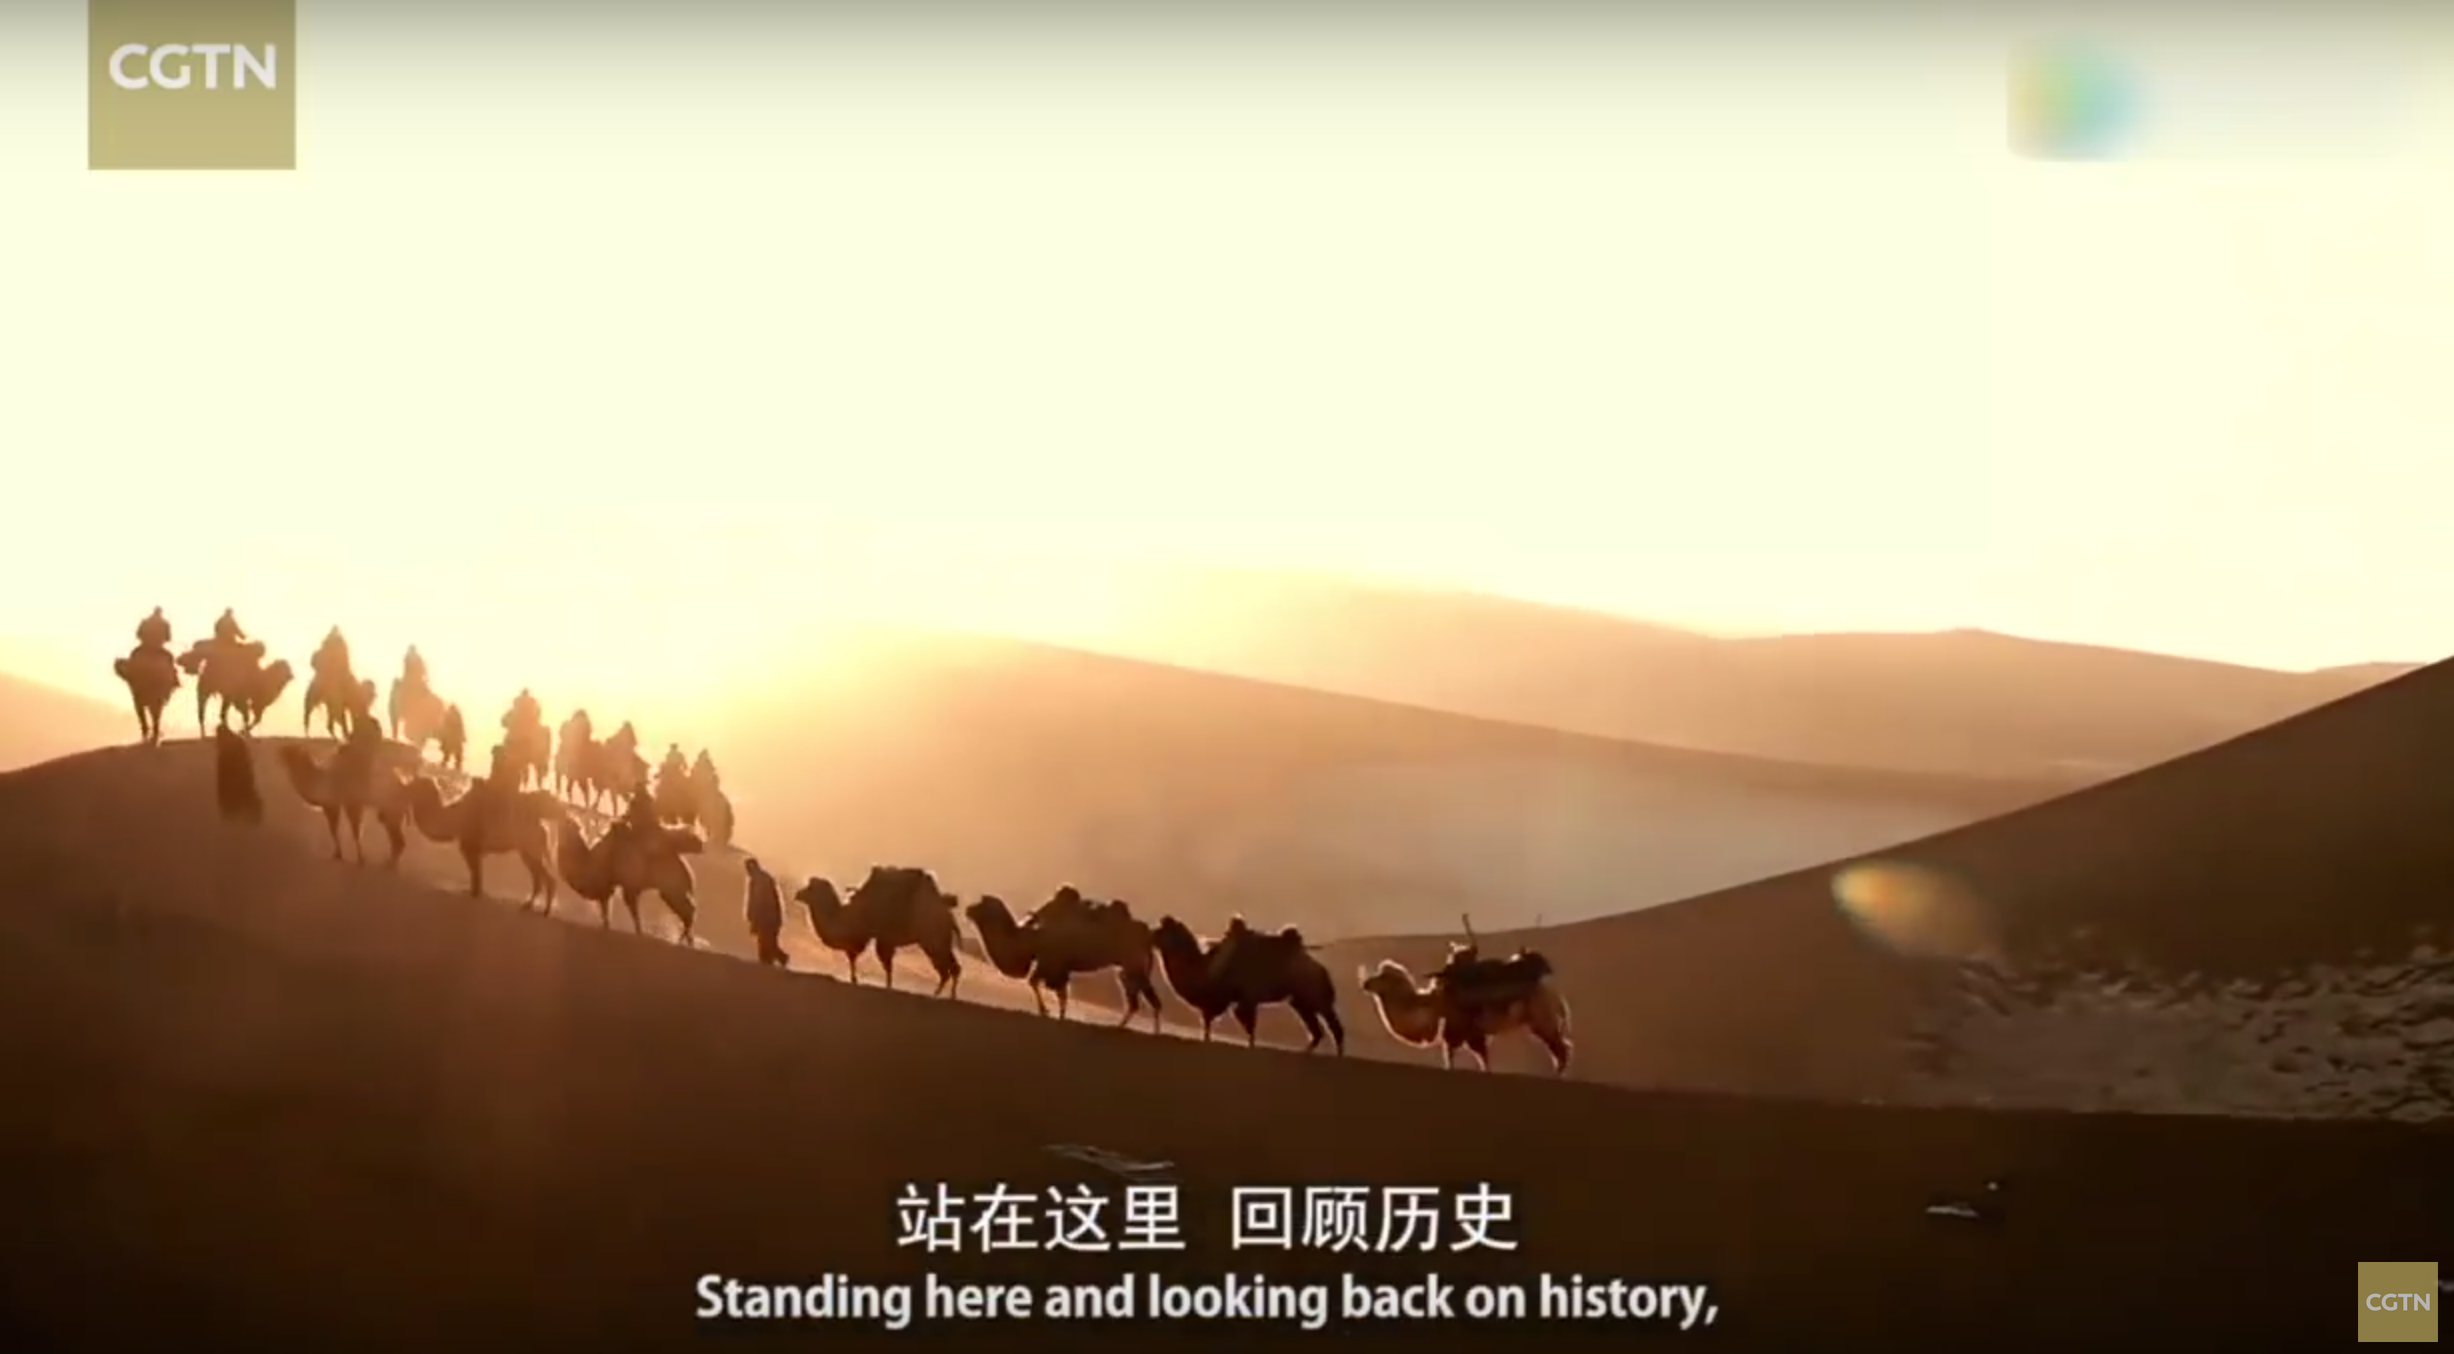 CGTN
站在这里 回顾历史
Standing here and looking back on history,
CGTN